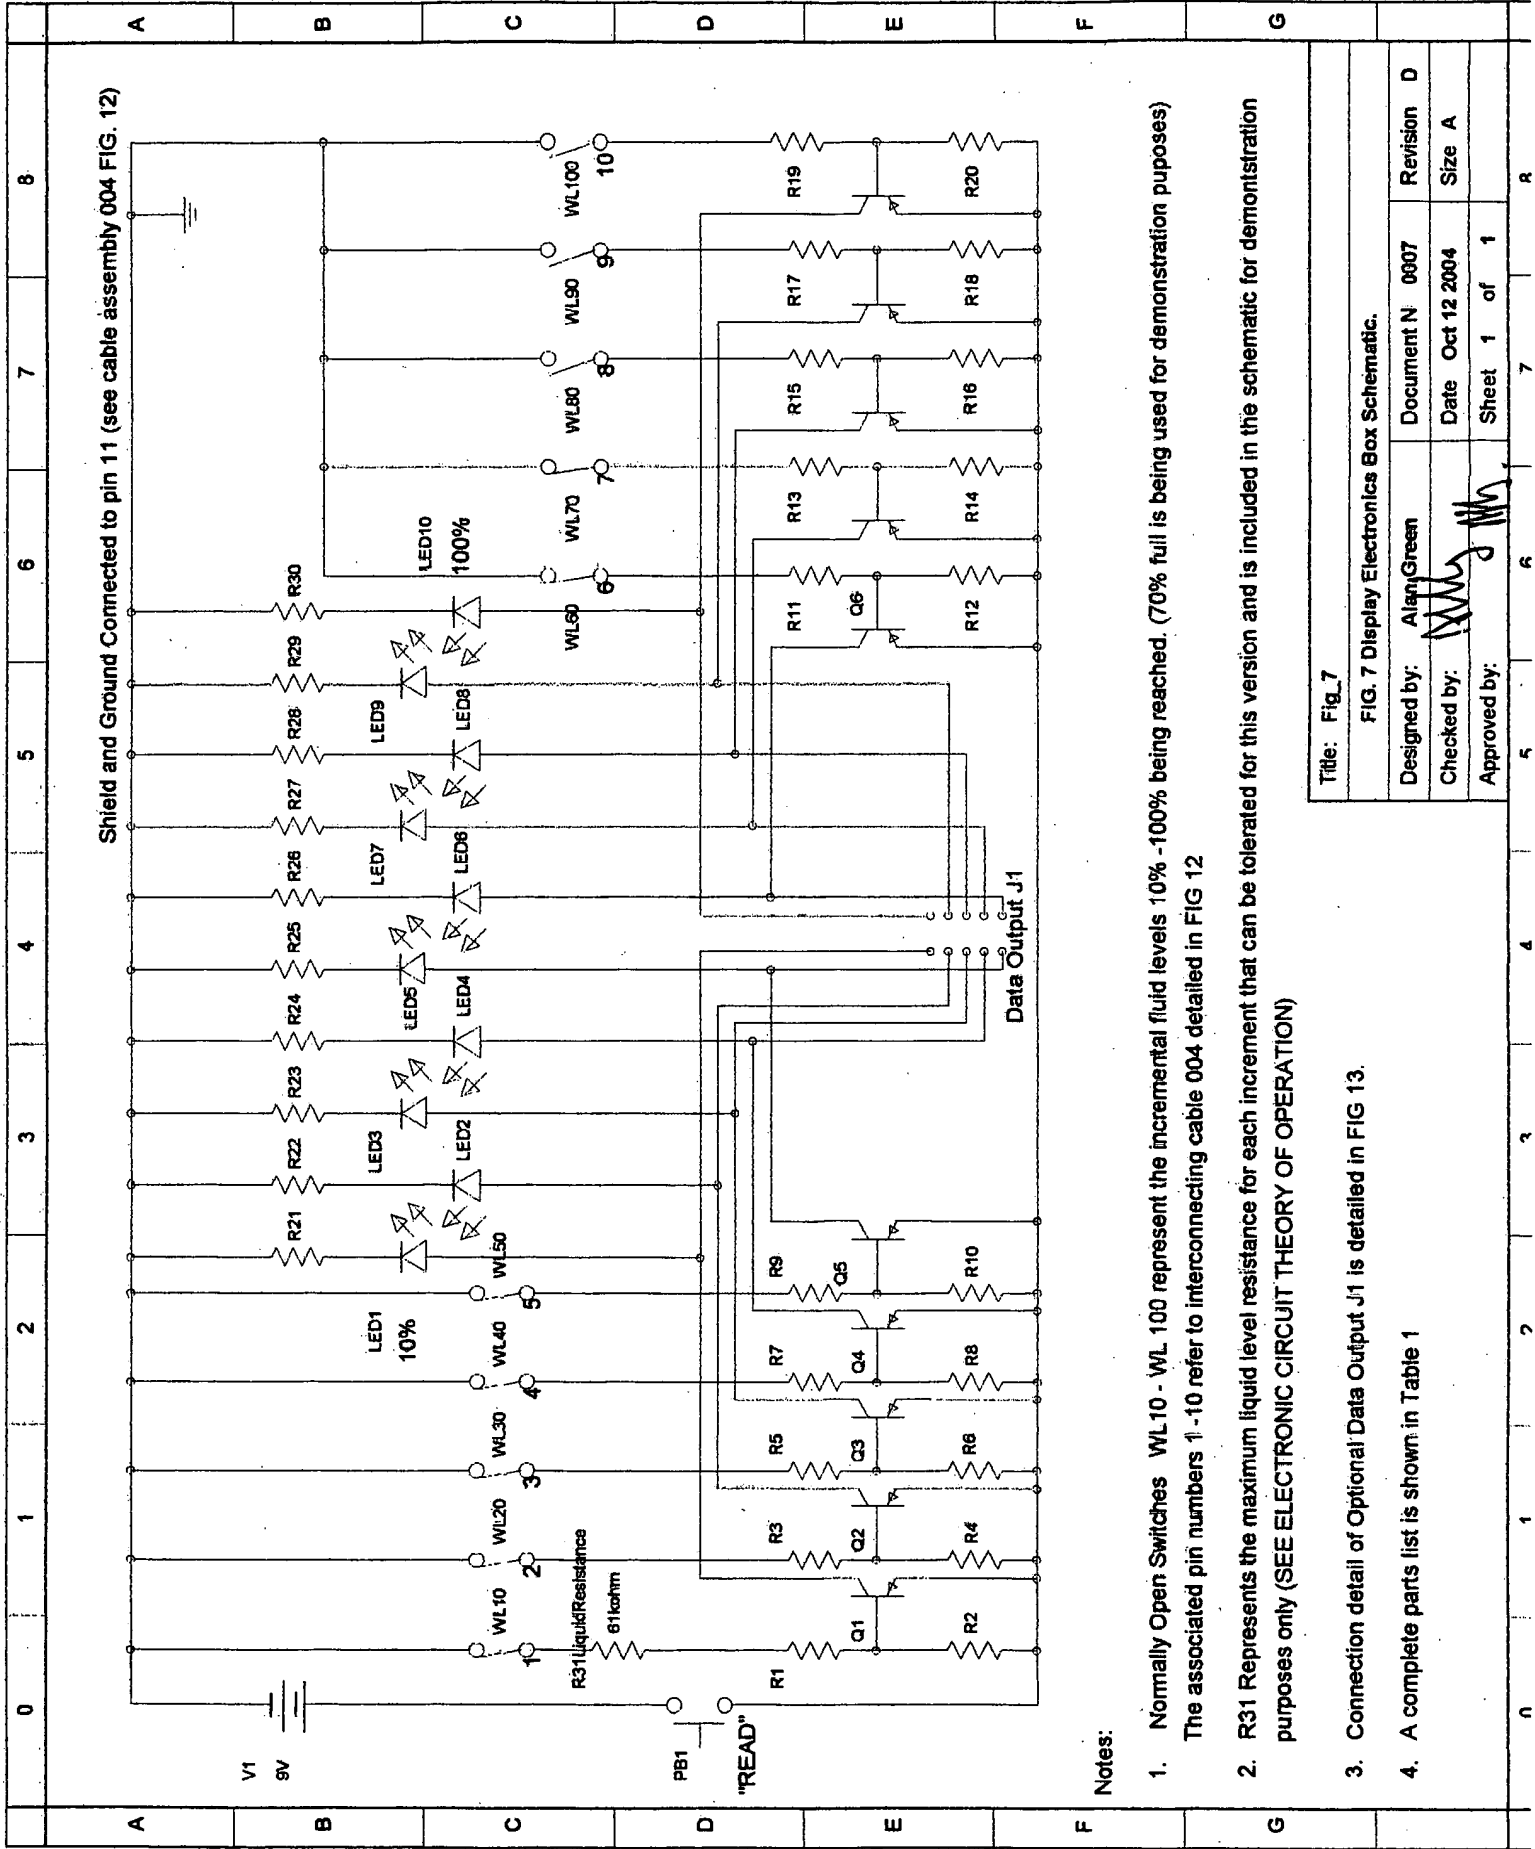 0 1 2 3 4 5 6 7 8
A A
B B
C C
D D
E E
F F
G G
Shield and Ground Connected to pin 11 (see cable assembly 004 FIG. 12)
V1
9V
R21 R22 R23 R24 R25 R26 R27 R28 R29 R30
LED1
10%
LED2
LED3
LED4
LED5
LED6
LED7
LED8
LED9
LED10
100%
WL10 WL20 WL30 WL40 WL50
1 2 3 4 5
WL60 WL70 WL80 WL90 WL100
6 7 8 9 10
R31LiquidResistance
61kohm
PB1
"READ"
R1 R3 R5 R7 R9 R11 R13 R15 R17 R19
Q1 Q2 Q3 Q4 Q5 Q6
R2 R4 R6 R8 R10 R12 R14 R16 R18 R20
Data Output J1
Notes:
1. Normally Open Switches WL10 - WL 100 represent the incremental fluid levels 10% -100% being reached. (70% full is being used for demonstration puposes)
The associated pin numbers 1 -10 refer to interconnecting cable 004 detailed in FIG 12
2. R31 Represents the maximum liquid level resistance for each increment that can be tolerated for this version and is included in the schematic for demontstration
purposes only (SEE ELECTRONIC CIRCUIT THEORY OF OPERATION)
3. Connection detail of Optional Data Output J1 is detailed in FIG 13.
4. A complete parts list is shown in Table 1
Title: Fig_7
FIG. 7 Display Electronics Box Schematic.
Designed by: Alan Green Document N 0007 Revision D
Checked by: Date Oct 12 2004 Size A
Approved by: Sheet 1 of 1
0 1 2 3 4 5 6 7 8